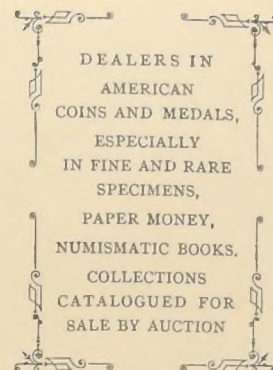 DEALERS IN
AMERICAN
COINS AND MEDALS,
ESPECIALLY
IN FINE AND RARE
SPECIMENS,
PAPER MONEY,
NUMISMATIC BOOKS.
COLLECTIONS
CATALOGUED FOR
SALE BY AUCTION